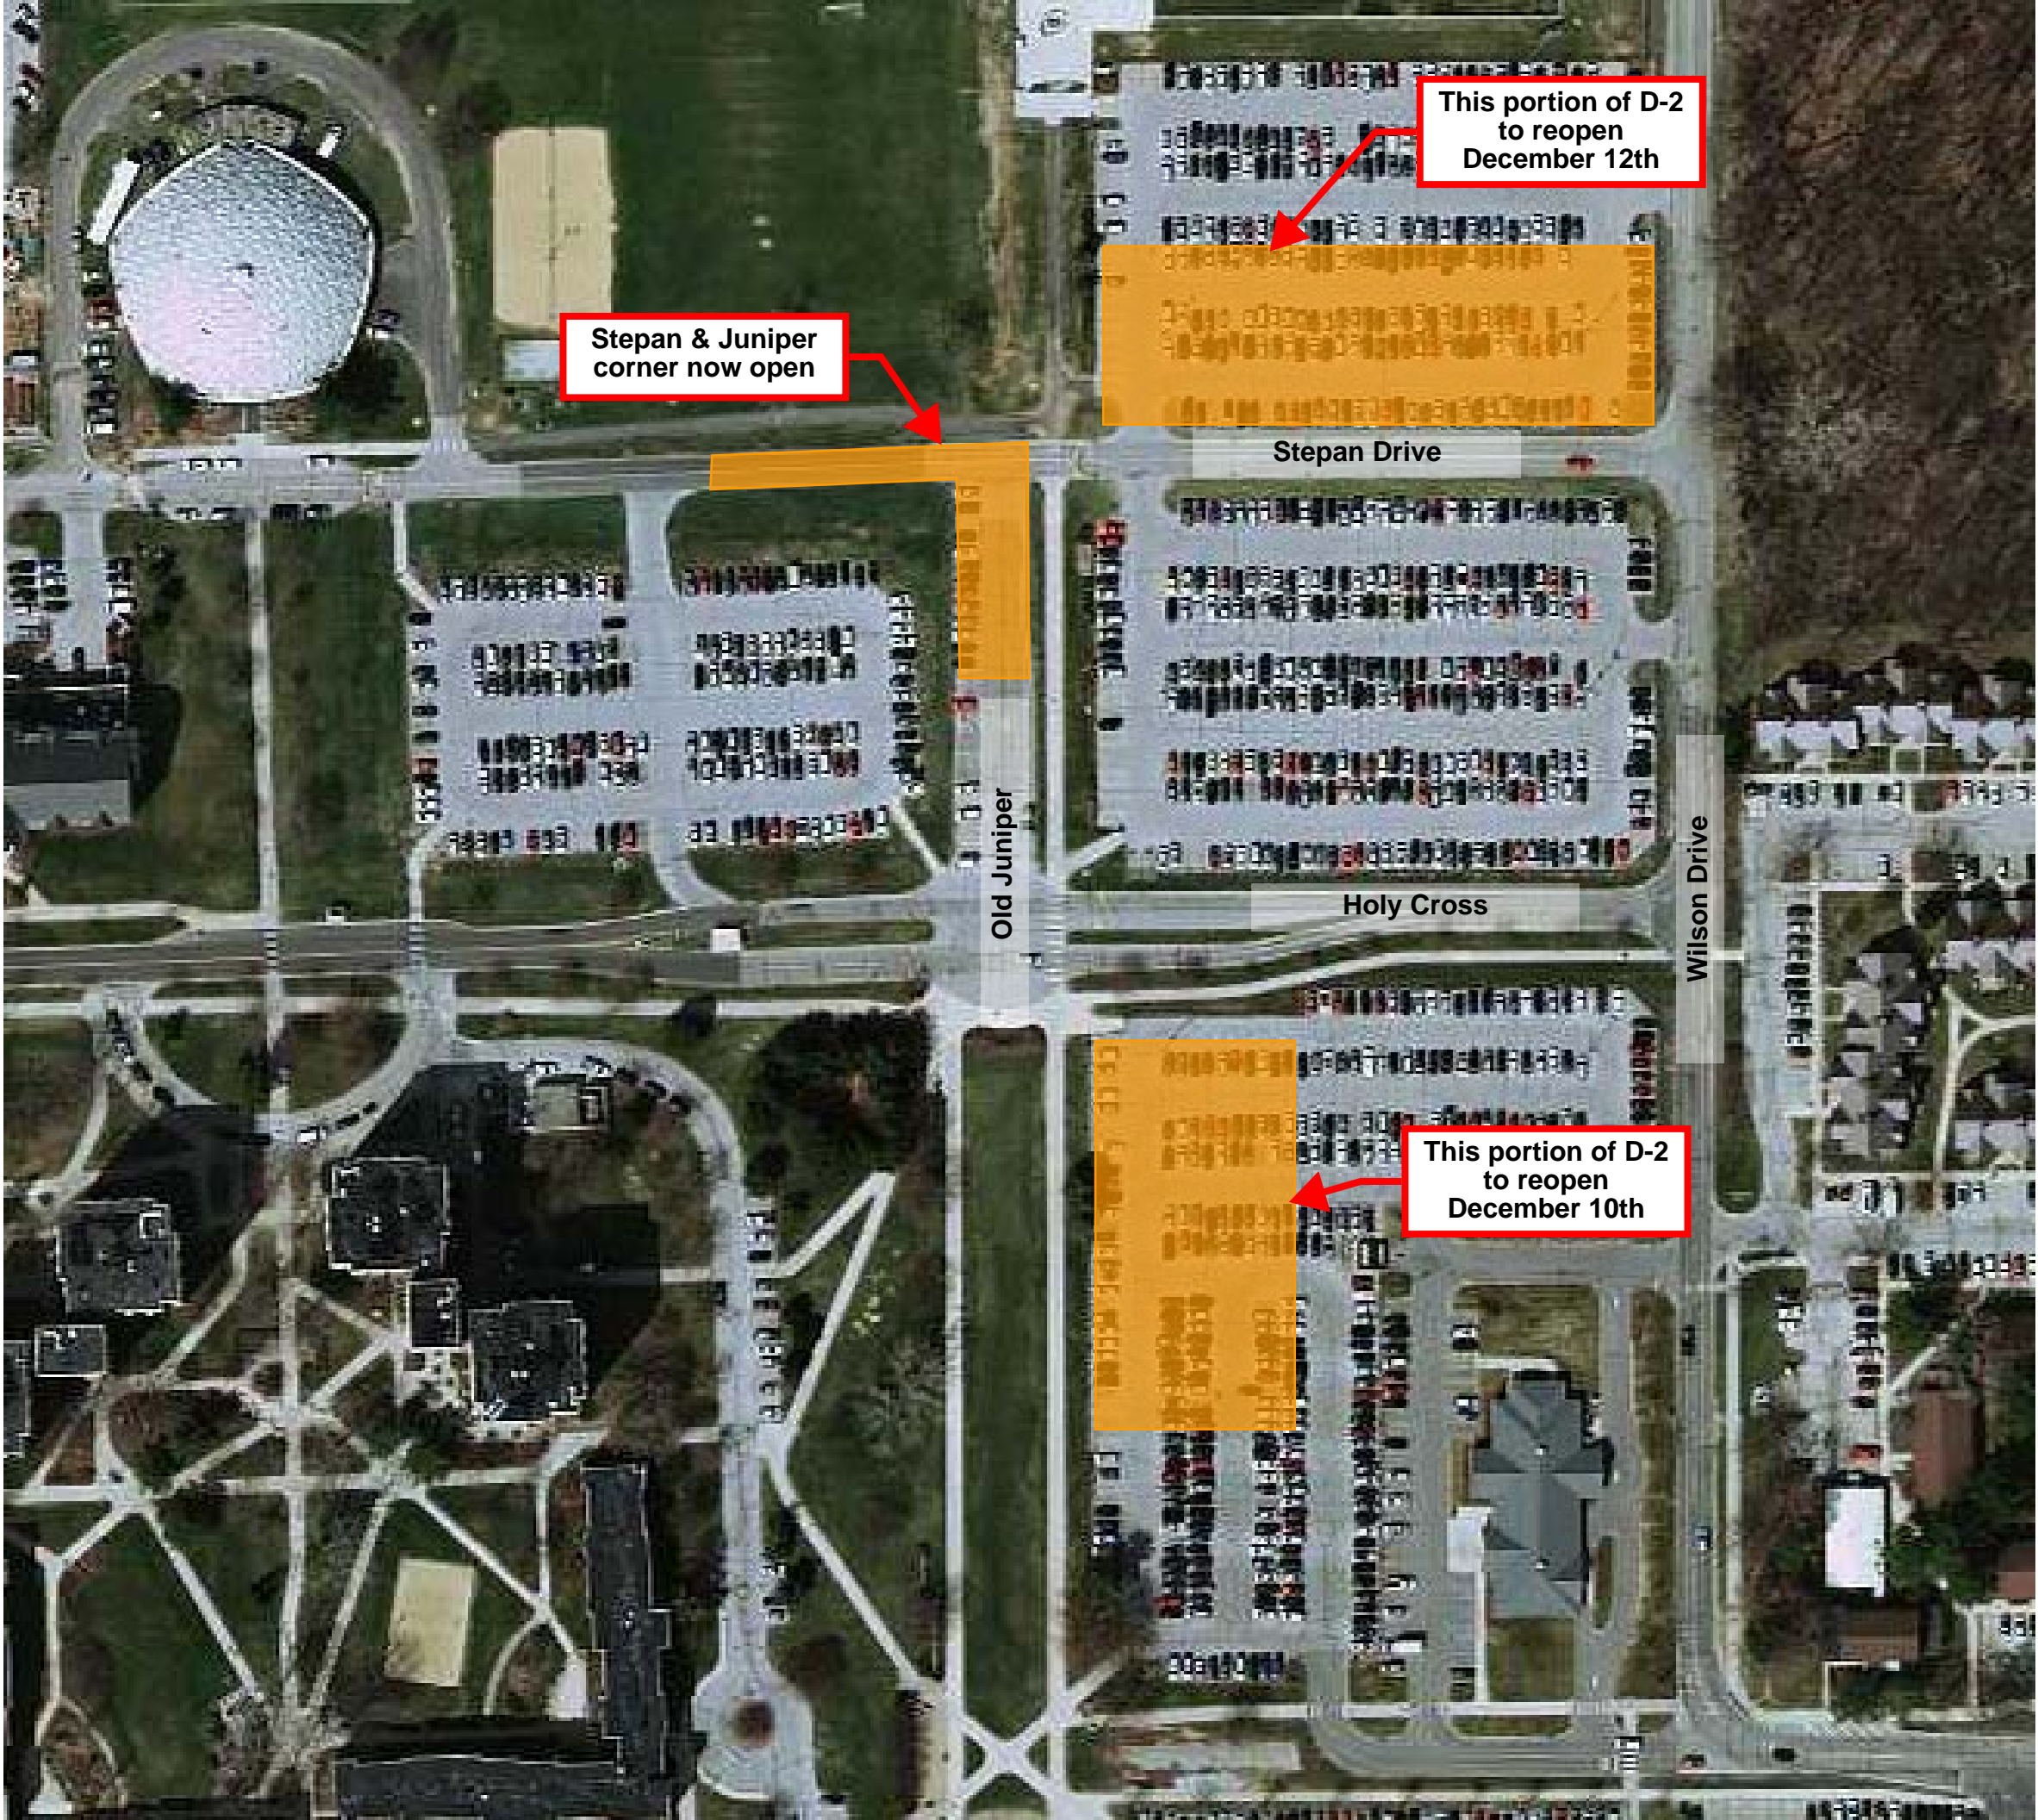 This portion of D-2
to reopen
December 12th
Stepan & Juniper
corner now open
Stepan Drive
Old Juniper
Holy Cross
Wilson Drive
This portion of D-2
to reopen
December 10th